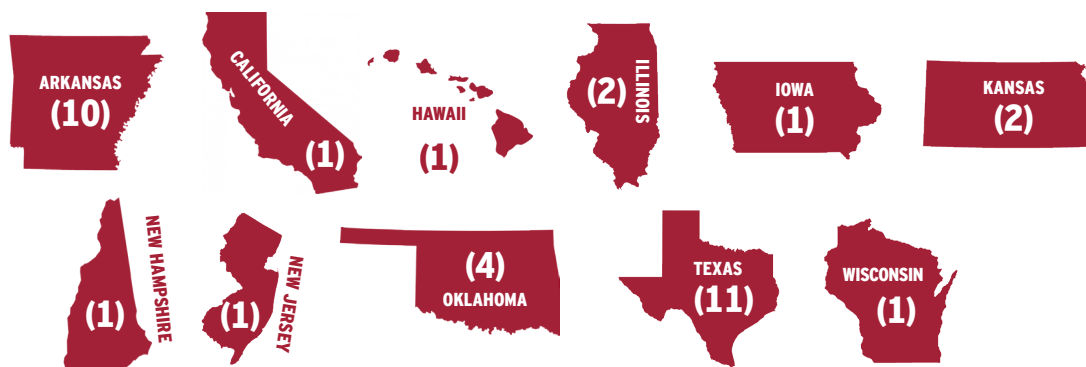 ARKANSAS
(10)
CALIFORNIA
(1)
HAWAII
(1)
ILLINOIS
(2)
IOWA
(1)
KANSAS
(2)
NEW HAMPSHIRE
(1)
NEW JERSEY
(1)
(4)
OKLAHOMA
TEXAS
(11)
WISCONSIN
(1)